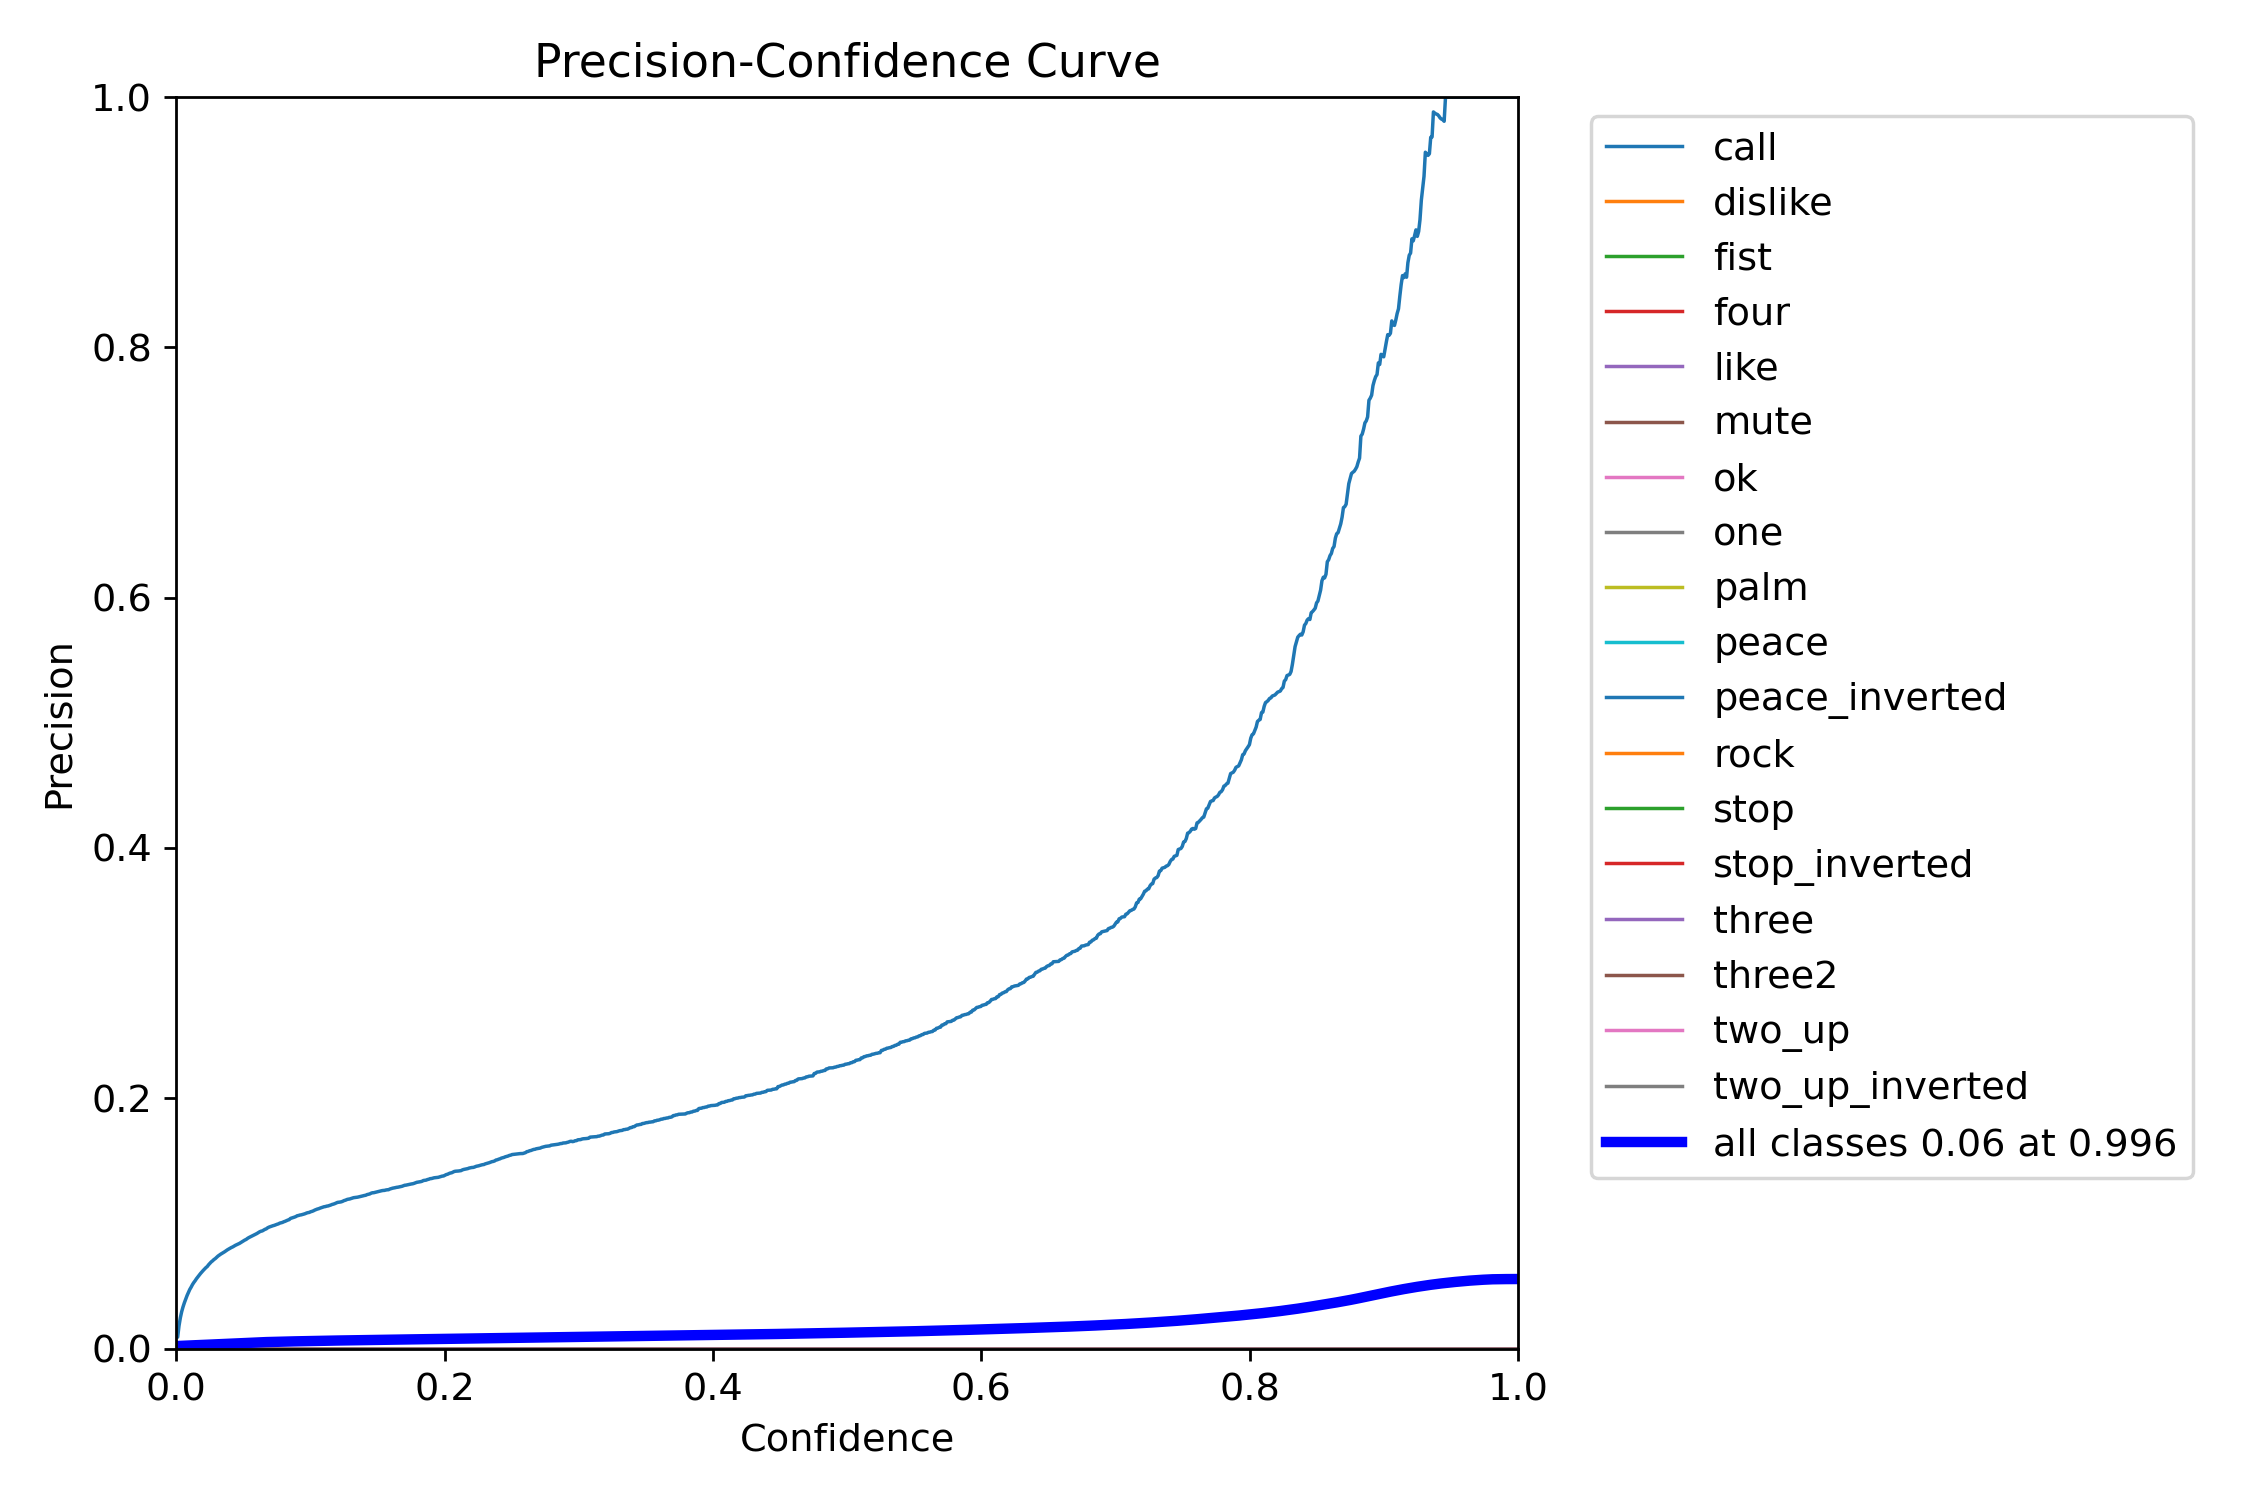 Precision-Confidence Curve
1.0
0.8
0.6
0.4
0.2
0.0
Precision
0.0 0.2 0.4 0.6 0.8 1.0
Confidence
call
dislike
fist
four
like
mute
ok
one
palm
peace
peace_inverted
rock
stop
stop_inverted
three
three2
two_up
two_up_inverted
all classes 0.06 at 0.996